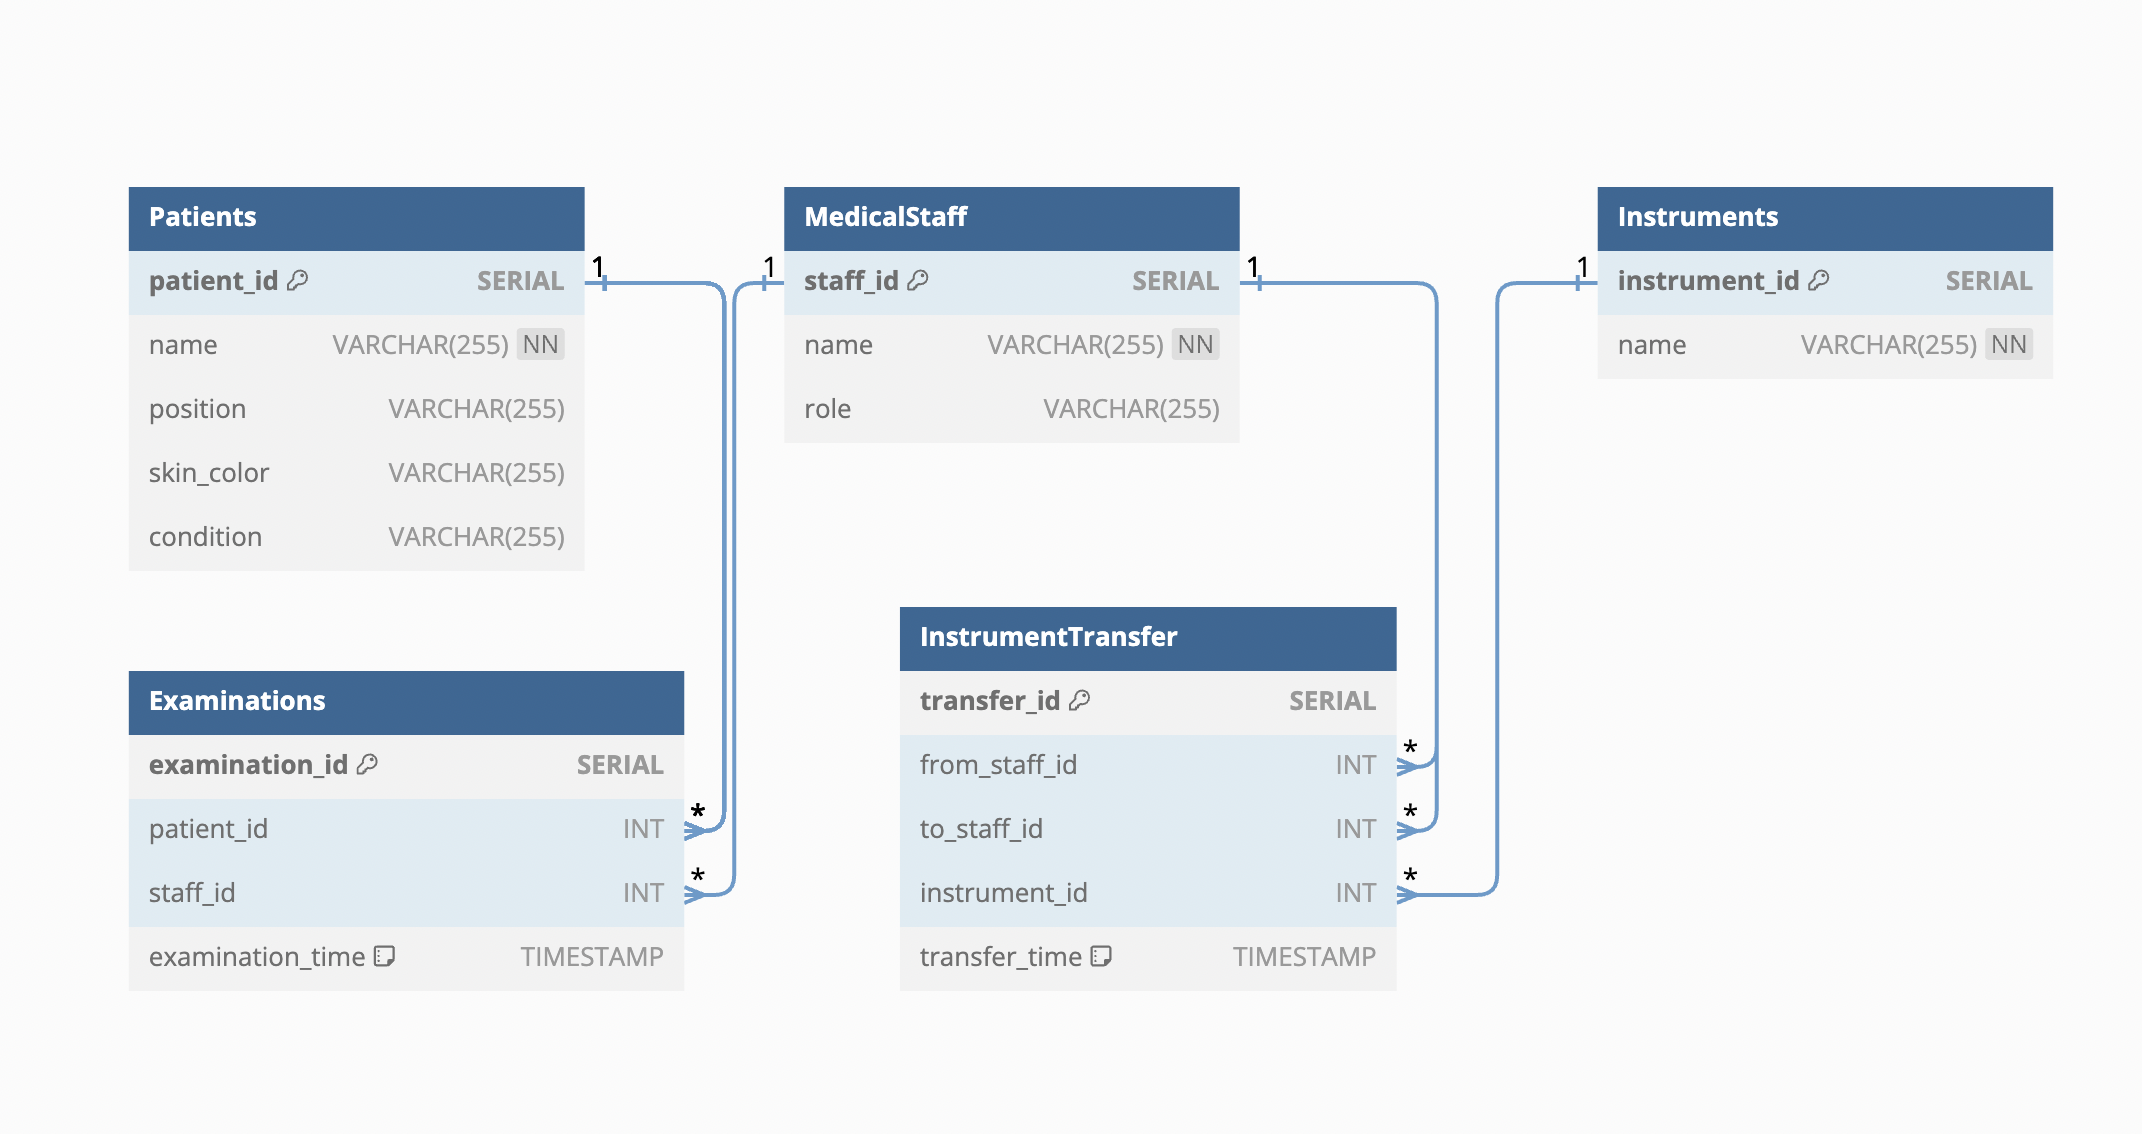 Patients
patient_id SERIAL
name VARCHAR(255) NN
position VARCHAR(255)
skin_color VARCHAR(255)
condition VARCHAR(255)
1
1
MedicalStaff
staff_id SERIAL
name VARCHAR(255) NN
role VARCHAR(255)
1
1
Instruments
instrument_id SERIAL
name VARCHAR(255) NN
Examinations
examination_id SERIAL
patient_id INT *
staff_id INT *
examination_time TIMESTAMP
InstrumentTransfer
transfer_id SERIAL
from_staff_id INT *
to_staff_id INT *
instrument_id INT *
transfer_time TIMESTAMP